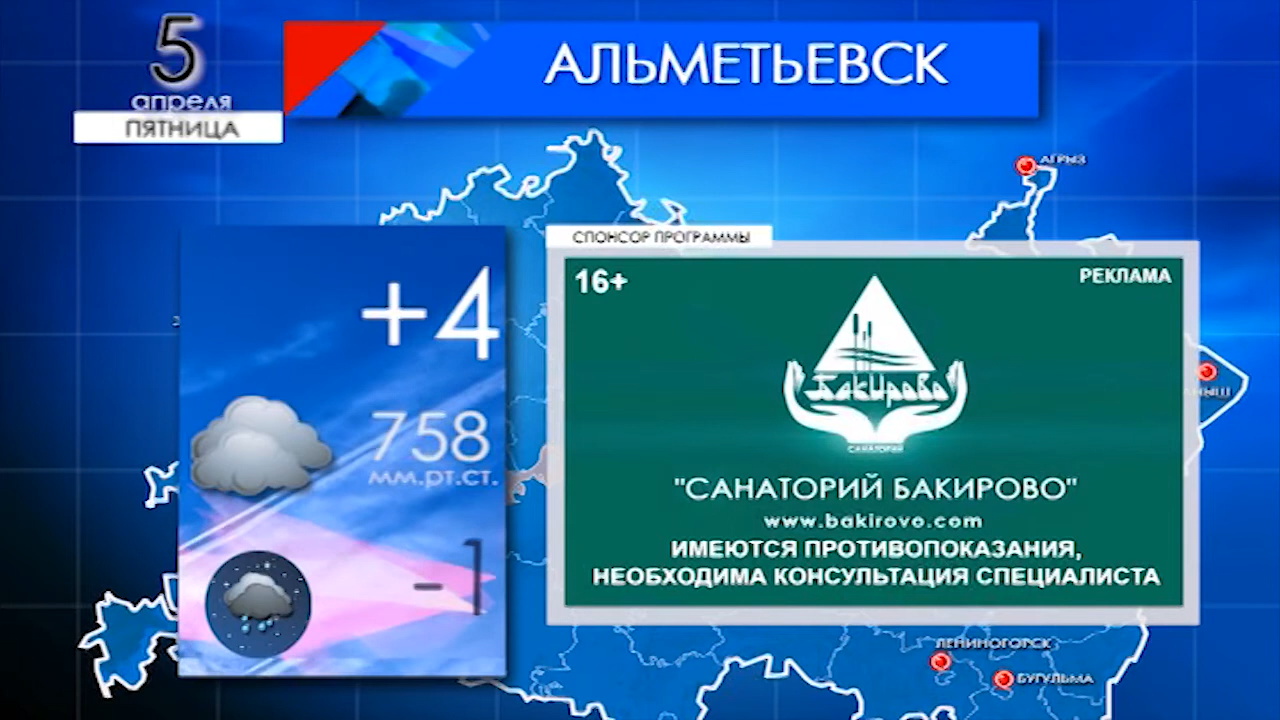 5
апреля
ПЯТНИЦА
АЛЬМЕТЬЕВСК
АГРЫЗ
СПОНСОР ПРОГРАММЫ
16+
РЕКЛАМА
+4
758
мм.рт.ст.
-1
Бакирово
САНАТОРИЙ
"САНАТОРИЙ БАКИРОВО"
www.bakirovo.com
ИМЕЮТСЯ ПРОТИВОПОКАЗАНИЯ,
НЕОБХОДИМА КОНСУЛЬТАЦИЯ СПЕЦИАЛИСТА
ЛЕНИНОГОРСК
БУГУЛЬМА